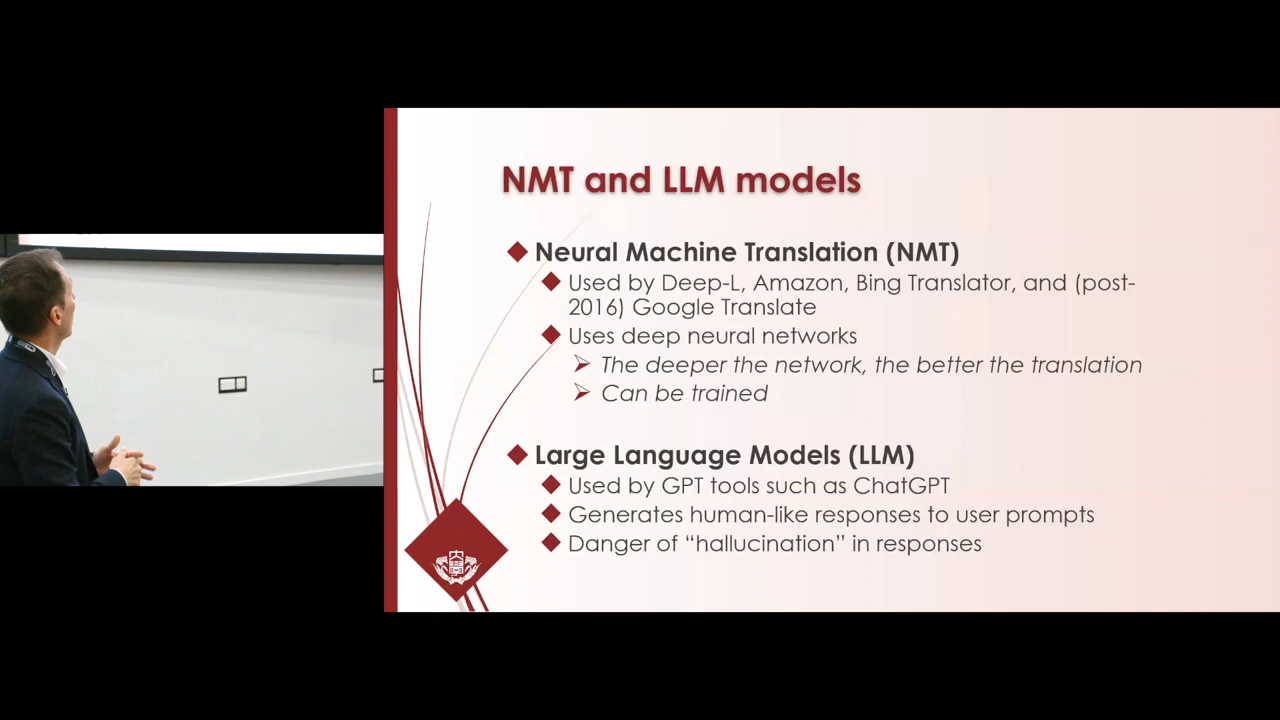 NMT and LLM models
Neural Machine Translation (NMT)
Used by Deep-L, Amazon, Bing Translator, and (post-
2016) Google Translate
Uses deep neural networks
The deeper the network, the better the translation
Can be trained
Large Language Models (LLM)
Used by GPT tools such as ChatGPT
Generates human-like responses to user prompts
Danger of “hallucination” in responses